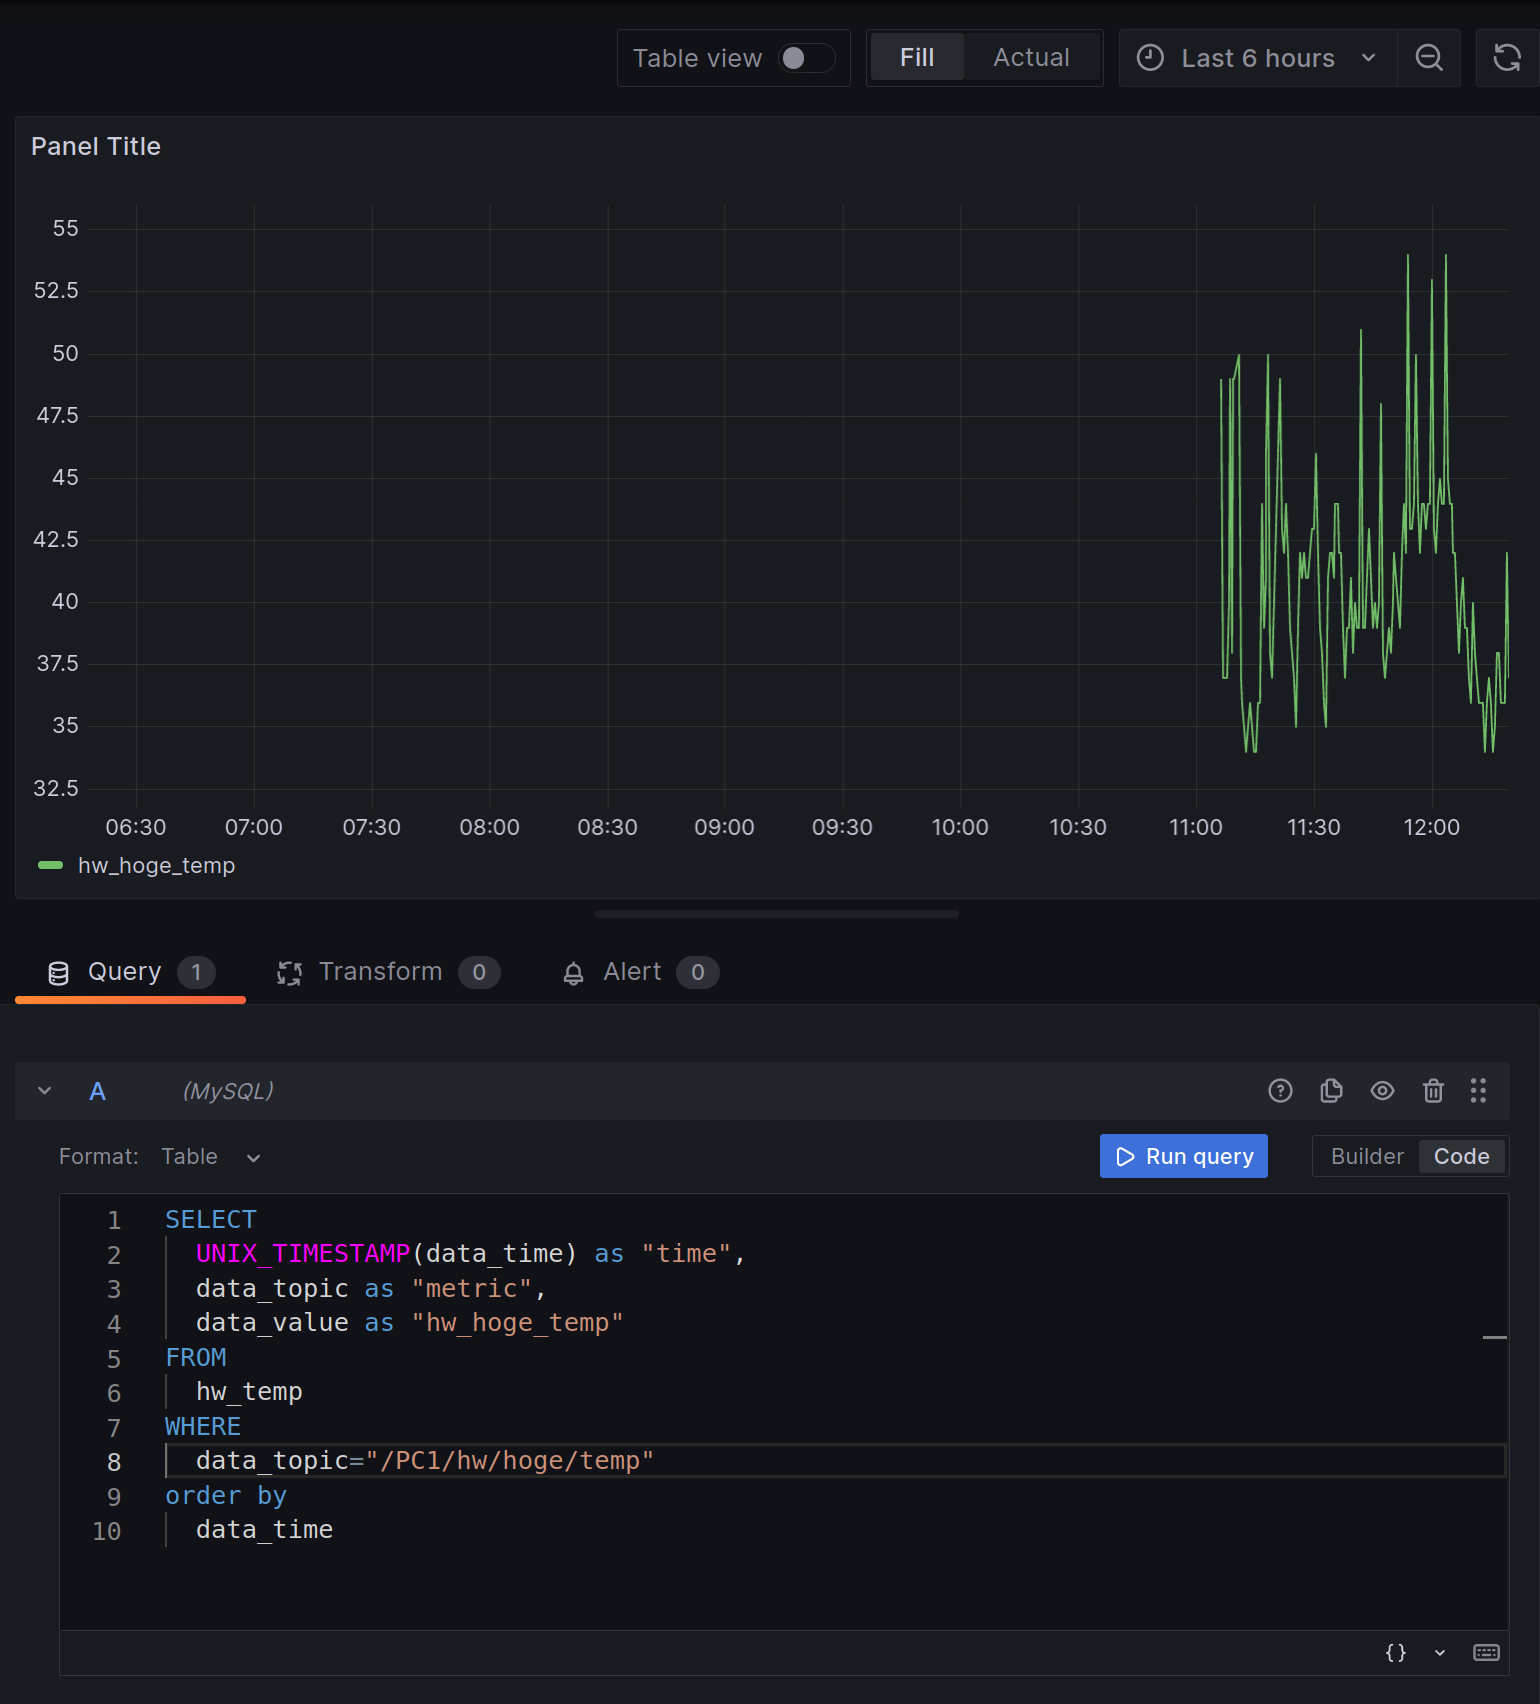 Table view Fill Actual Last 6 hours
Panel Title
55
52.5
50
47.5
45
42.5
40
37.5
35
32.5
06:30 07:00 07:30 08:00 08:30 09:00 09:30 10:00 10:30 11:00 11:30 12:00
hw_hoge_temp
Query 1 Transform 0 Alert 0
A (MySQL)
Format: Table Run query Builder Code
1 SELECT
2 UNIX_TIMESTAMP(data_time) as "time",
3 data_topic as "metric",
4 data_value as "hw_hoge_temp"
5 FROM
6 hw_temp
7 WHERE
8 data_topic="/PC1/hw/hoge/temp"
9 order by
10 data_time
{}